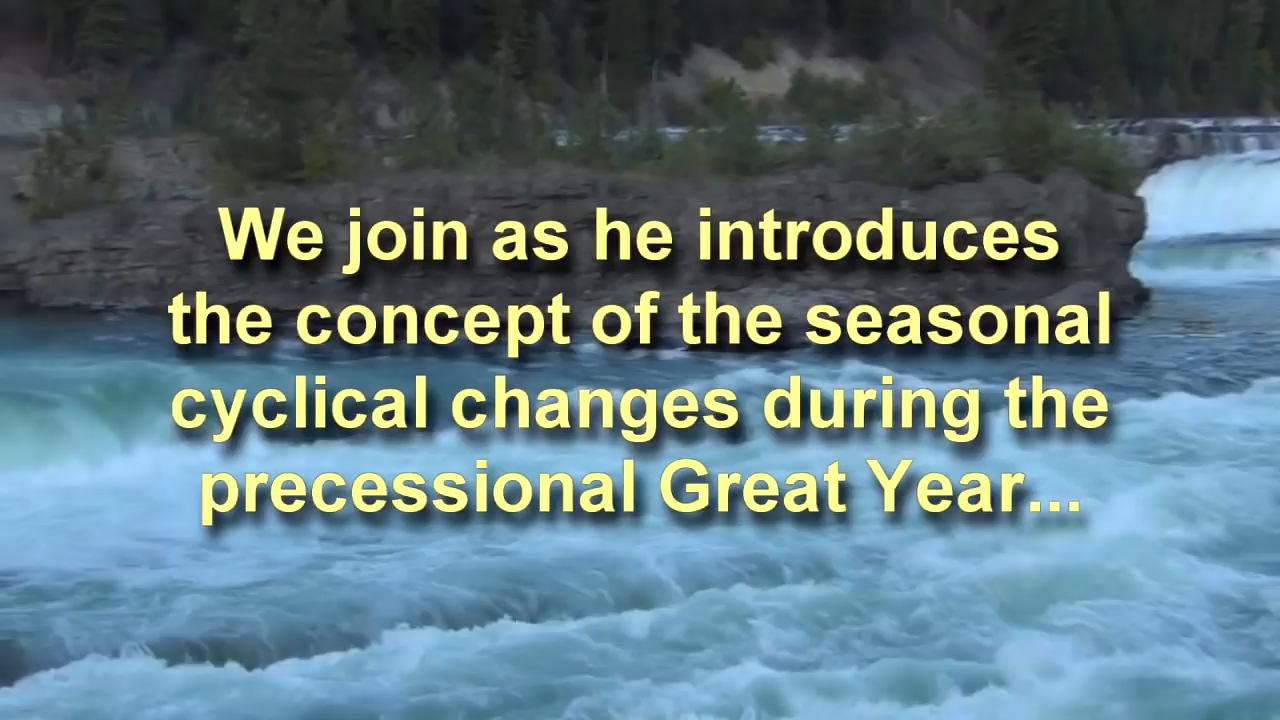 We join as he introduces
the concept of the seasonal
cyclical changes during the
precessional Great Year...